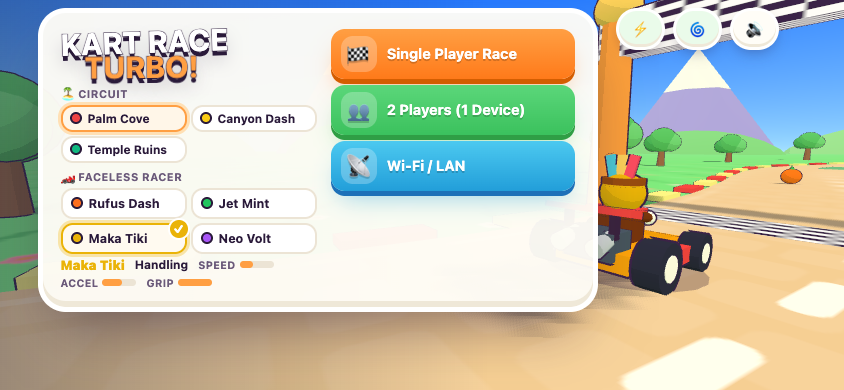 KART RACE
TURBO!
CIRCUIT
Palm Cove
Canyon Dash
Temple Ruins
FACELESS RACER
Rufus Dash
Jet Mint
Maka Tiki
Neo Volt
Maka Tiki Handling SPEED
ACCEL GRIP
Single Player Race
2 Players (1 Device)
Wi-Fi / LAN